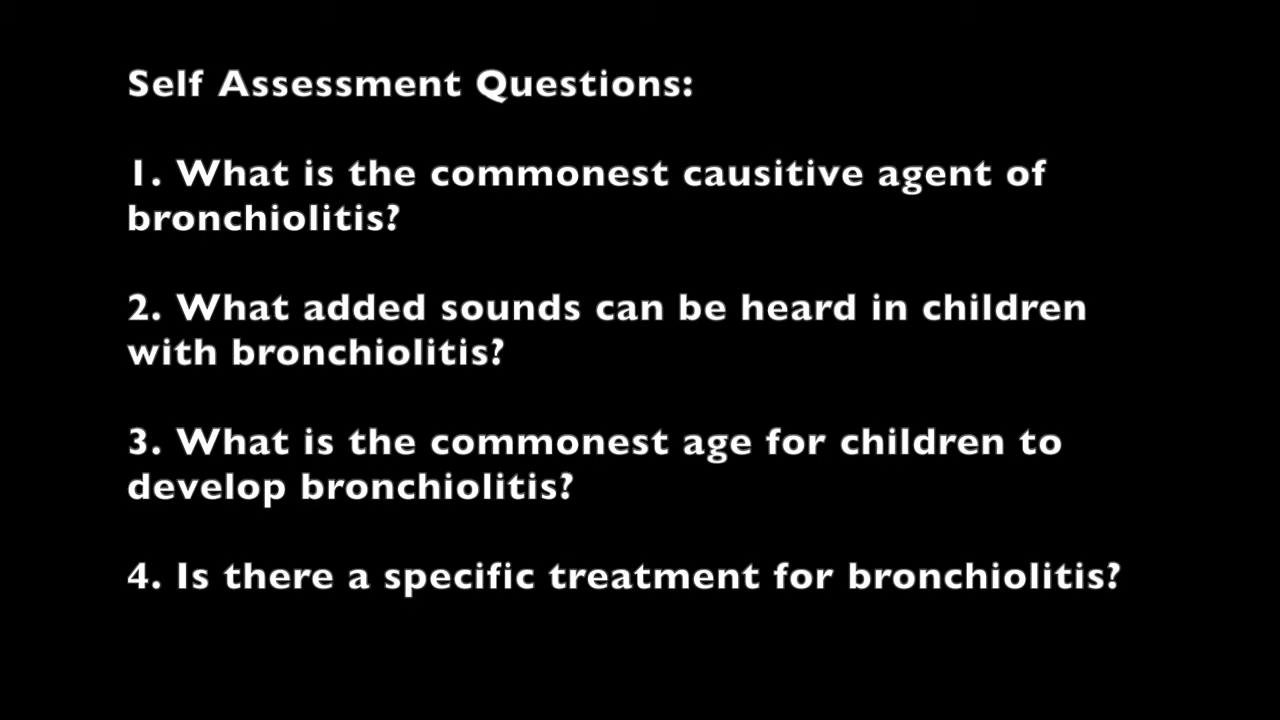 Self Assessment Questions:
1. What is the commonest causitive agent of
bronchiolitis?
2. What added sounds can be heard in children
with bronchiolitis?
3. What is the commonest age for children to
develop bronchiolitis?
4. Is there a specific treatment for bronchiolitis?